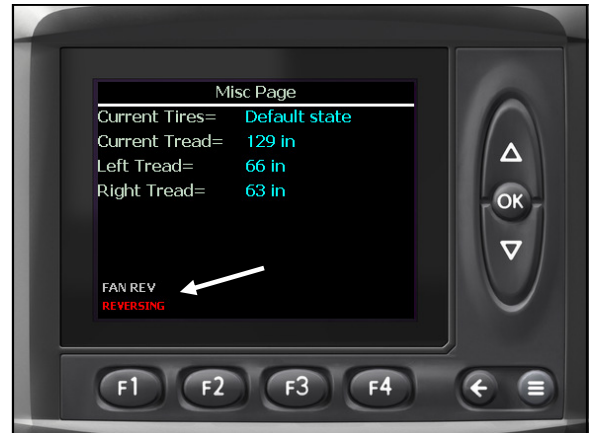 Misc Page
Current Tires= Default state
Current Tread= 129 in
Left Tread= 66 in
Right Tread= 63 in
FAN REV
REVERSING
OK
F1 F2 F3 F4